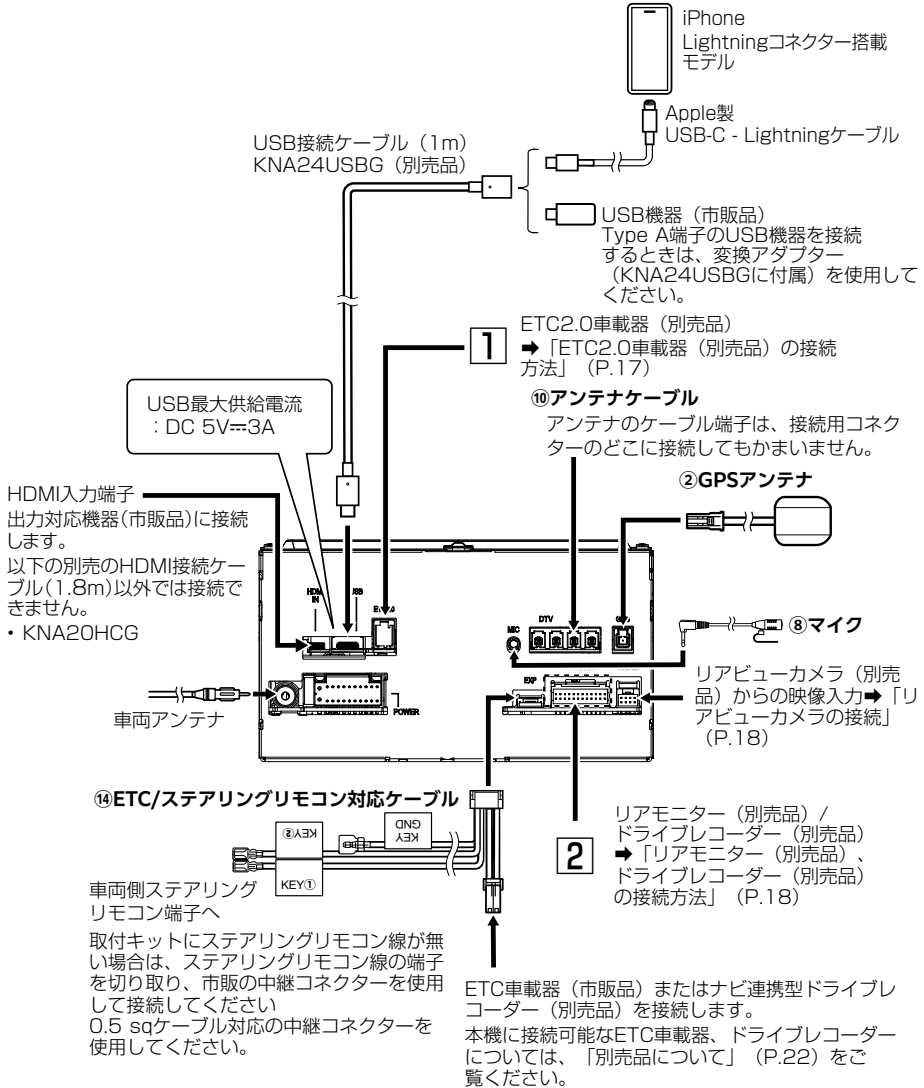 iPhone
Lightningコネクター搭載
モデル
Apple製
USB-C - Lightningケーブル
USB接続ケーブル（1m）
KNA24USBG（別売品）
USB機器（市販品）
Type A端子のUSB機器を接続
するときは、変換アダプター
（KNA24USBGに付属）を使用して
ください。
1
ETC2.0車載器（別売品）
➡「ETC2.0車載器（別売品）の接続
方法」（P.17）
USB最大供給電流
：DC 5V⎓3A
⑩アンテナケーブル
アンテナのケーブル端子は、接続用コネク
ターのどこに接続してもかまいません。
②GPSアンテナ
HDMI入力端子
出力対応機器(市販品)に接続
します。
以下の別売のHDMI接続ケー
ブル(1.8m)以外では接続で
きません。
• KNA20HCG
IN
DTV
MIC
⑧マイク
EXP
POWER
車両アンテナ
リアビューカメラ（別売
品）からの映像入力➡「リ
アビューカメラの接続」
（P.18）
⑭ETC/ステアリングリモコン対応ケーブル
KEY②
KEY
GND
KEY①
車両側ステアリング
リモコン端子へ
取付キットにステアリングリモコン線が無
い場合は、ステアリングリモコン線の端子
を切り取り、市販の中継コネクターを使用
して接続してください
0.5 sqケーブル対応の中継コネクターを
使用してください。
2
リアモニター（別売品）/
ドライブレコーダー（別売品）
➡「リアモニター（別売品）、
ドライブレコーダー（別売品）
の接続方法」（P.18）
ETC車載器（市販品）またはナビ連携型ドライブレ
コーダー（別売品）を接続します。
本機に接続可能なETC車載器、ドライブレコーダー
については、「別売品について」（P.22）をご
覧ください。